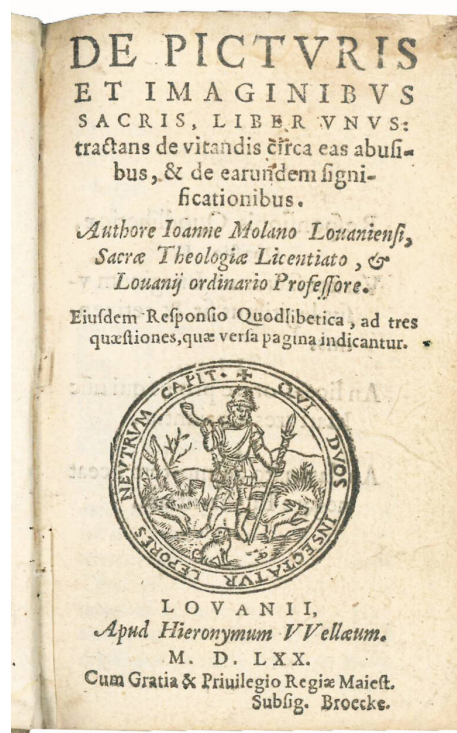 DE PICTVRIS
ET IMAGINIBVS
SACRIS, LIBER VNVS:
tractans de vitandis circa eas abusi-
bus, & de earundem signi-
ficationibus.
Authore Ioanne Molano Louaniensi,
Sacræ Theologiæ Licentiato, &
Louanij ordinario Professore.
Eiusdem Responsio Quodlibetica, ad tres
quæstiones, quæ versa pagina indicantur.
QVI DVOS INSECTATVR LEPORES NEVTRVM CAPIT.
LOVANII,
Apud Hieronymum VVellæum.
M. D. LXX.
Cum Gratia & Priuilegio Regiæ Maiest.
Subsig. Broecke.